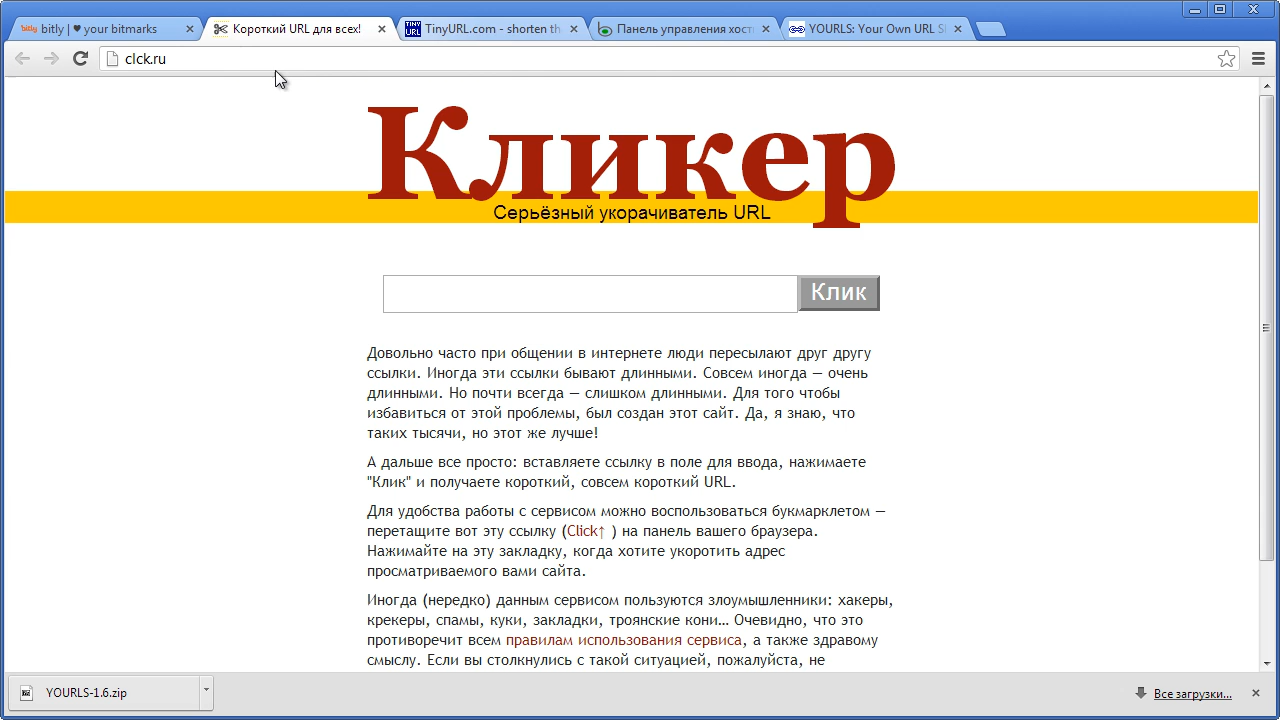 bitly | ♥ your bitmarks
Короткий URL для всех!
TinyURL.com - shorten th
Панель управления хост
YOURLS: Your Own URL S
clck.ru
Кликер
Серьёзный укорачиватель URL
Клик
Довольно часто при общении в интернете люди пересылают друг другу
ссылки. Иногда эти ссылки бывают длинными. Совсем иногда — очень
длинными. Но почти всегда — слишком длинными. Для того чтобы
избавиться от этой проблемы, был создан этот сайт. Да, я знаю, что
таких тысячи, но этот же лучше!
А дальше все просто: вставляете ссылку в поле для ввода, нажимаете
"Клик" и получаете короткий, совсем короткий URL.
Для удобства работы с сервисом можно воспользоваться букмарклетом —
перетащите вот эту ссылку (Click↑ ) на панель вашего браузера.
Нажимайте на эту закладку, когда хотите укоротить адрес
просматриваемого вами сайта.
Иногда (нередко) данным сервисом пользуются злоумышленники: хакеры,
крекеры, спамы, куки, закладки, троянские кони... Очевидно, что это
противоречит всем правилам использования сервиса, а также здравому
смыслу. Если вы столкнулись с такой ситуацией, пожалуйста, не
YOURLS-1.6.zip
Все загрузки...